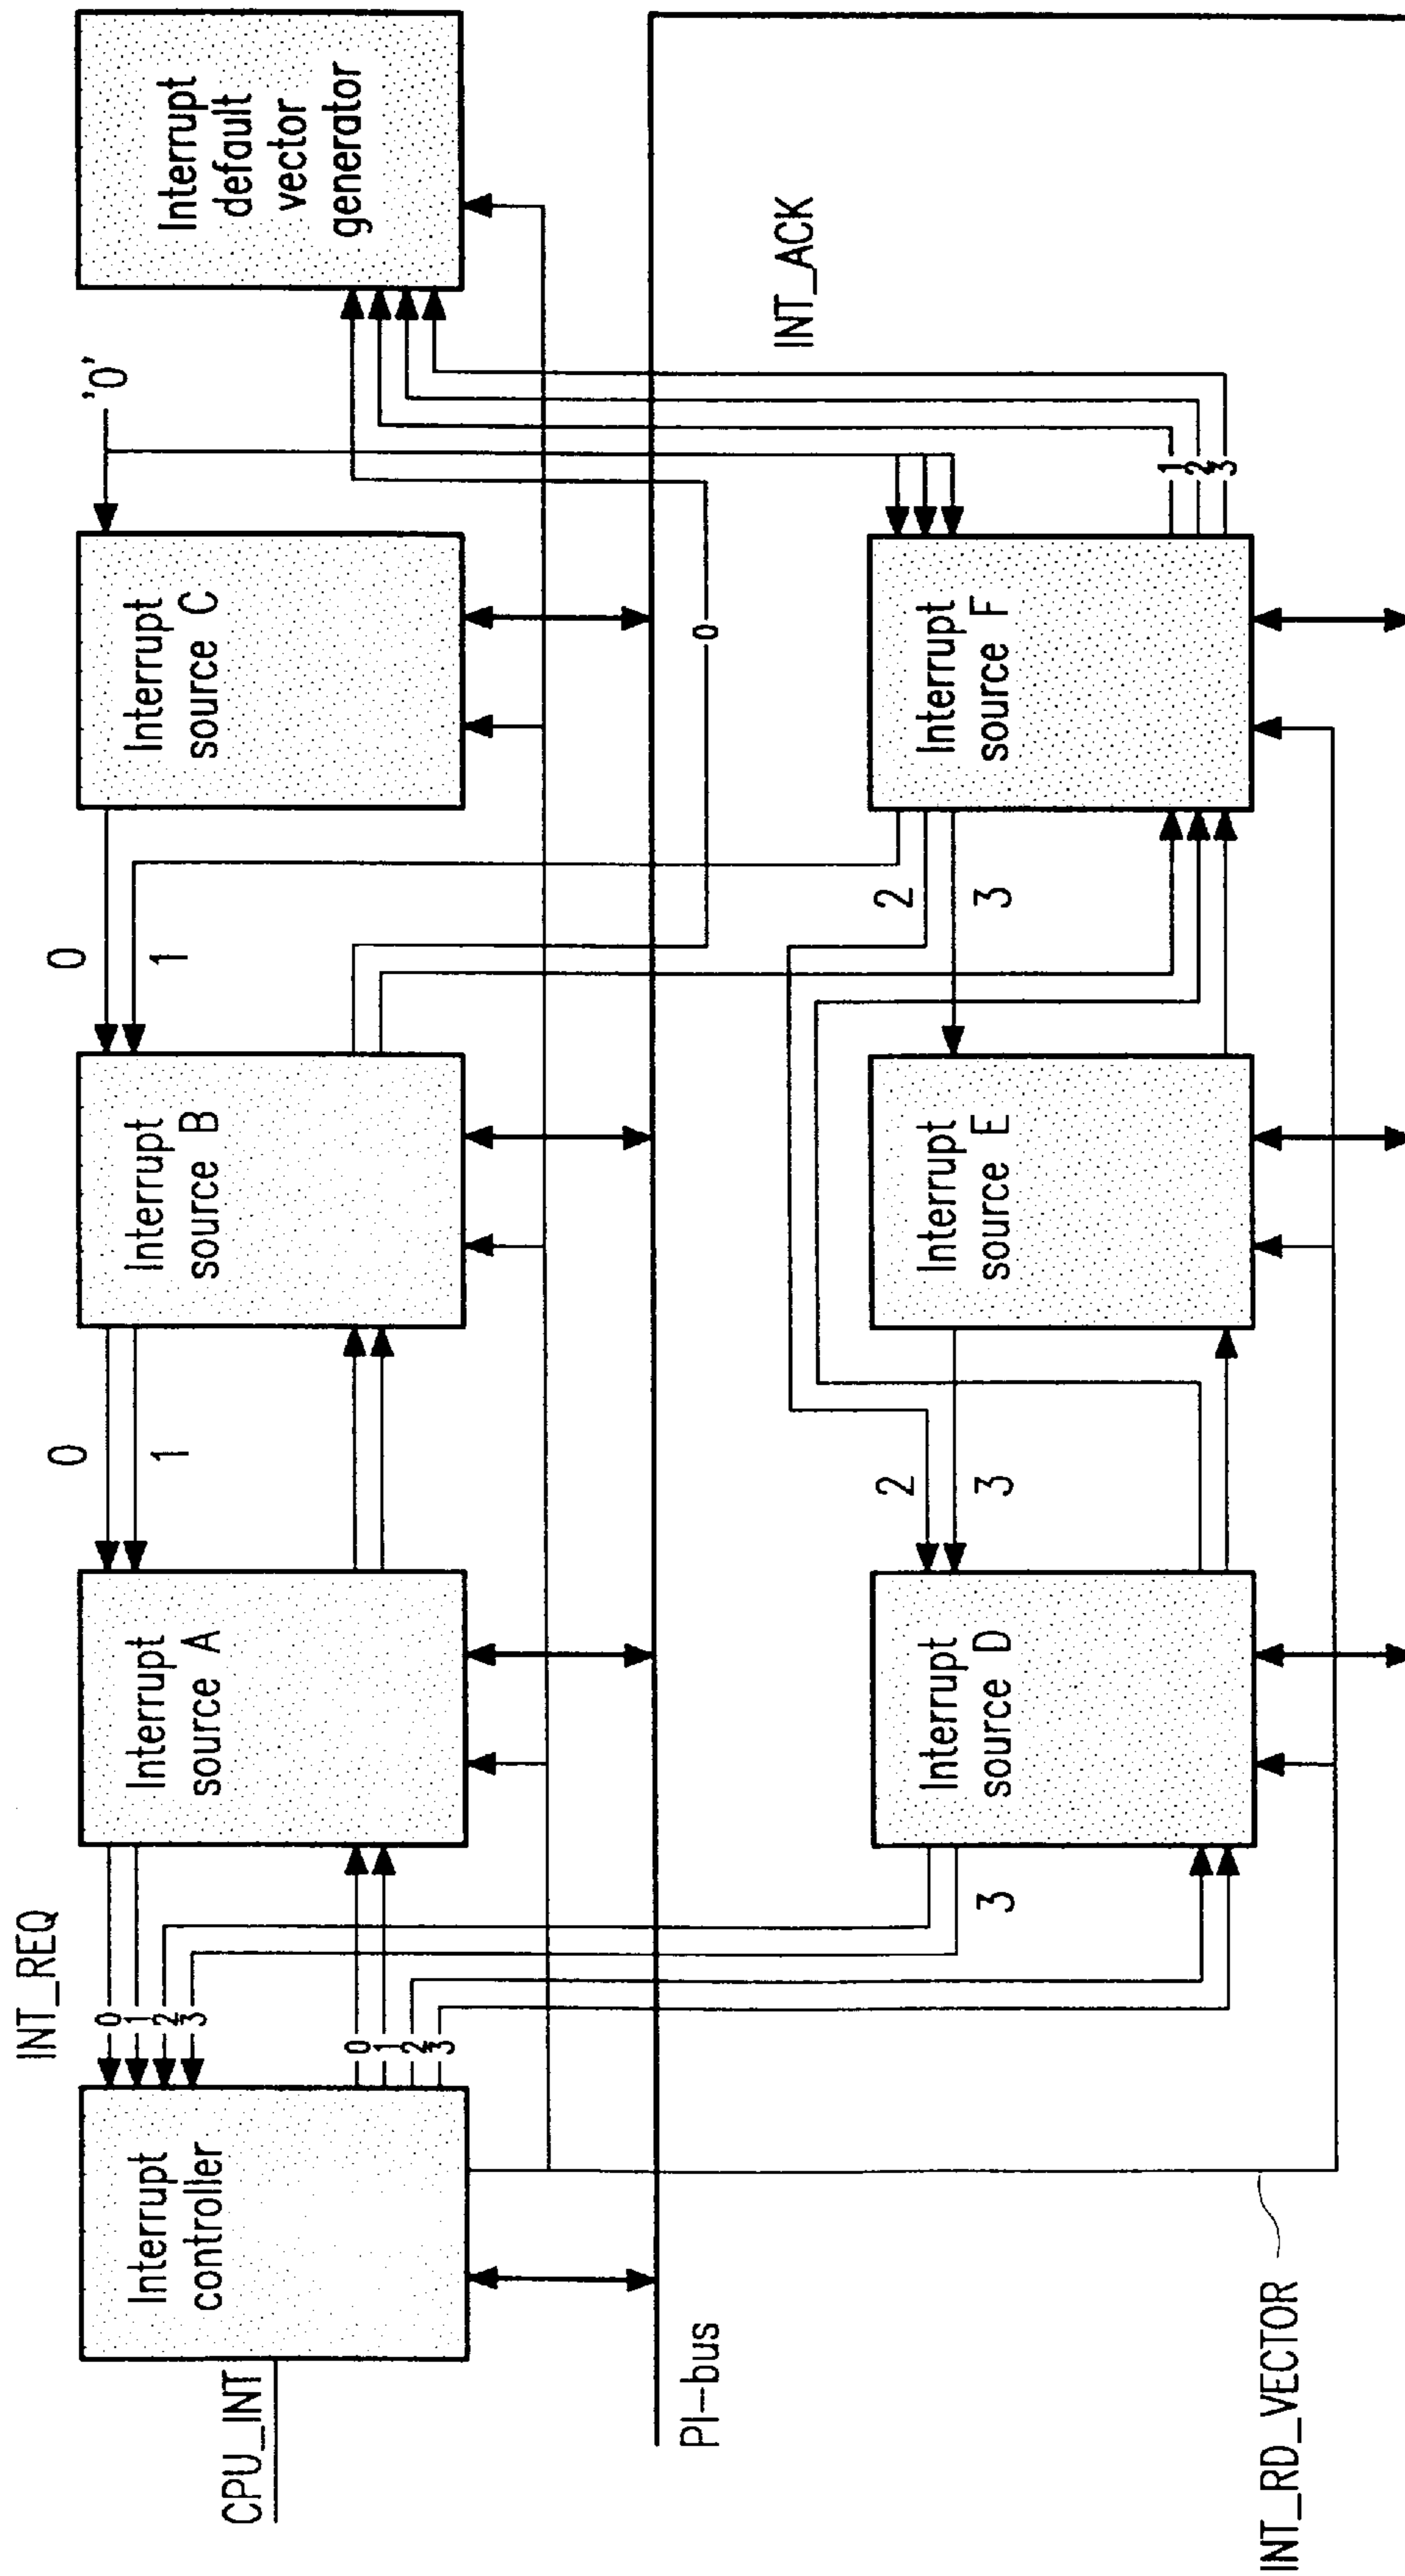 INT_REQ
CPU_INT
Interrupt
controller
0
1
2
3
0
1
2
3
Interrupt
source A
0
1
Interrupt
source B
0
1
Interrupt
source C
'0'
Interrupt
default
vector
generator
PI-bus
0
INT_ACK
3
Interrupt
source D
2
3
Interrupt
source E
2
3
Interrupt
source F
1
2
3
INT_RD_VECTOR